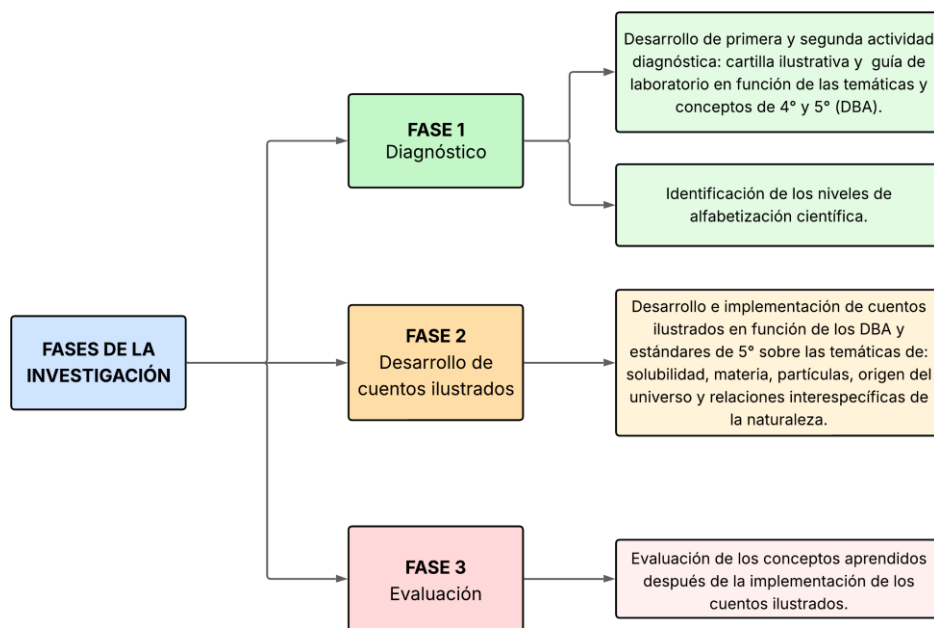 FASES DE LA
INVESTIGACIÓN
FASE 1
Diagnóstico
Desarrollo de primera y segunda actividad
diagnóstica: cartilla ilustrativa y guía de
laboratorio en función de las temáticas y
conceptos de 4° y 5° (DBA).
Identificación de los niveles de
alfabetización científica.
FASE 2
Desarrollo de
cuentos ilustrados
Desarrollo e implementación de cuentos
ilustrados en función de los DBA y
estándares de 5° sobre las temáticas de:
solubilidad, materia, partículas, origen del
universo y relaciones interespecíficas de
la naturaleza.
FASE 3
Evaluación
Evaluación de los conceptos aprendidos
después de la implementación de los
cuentos ilustrados.